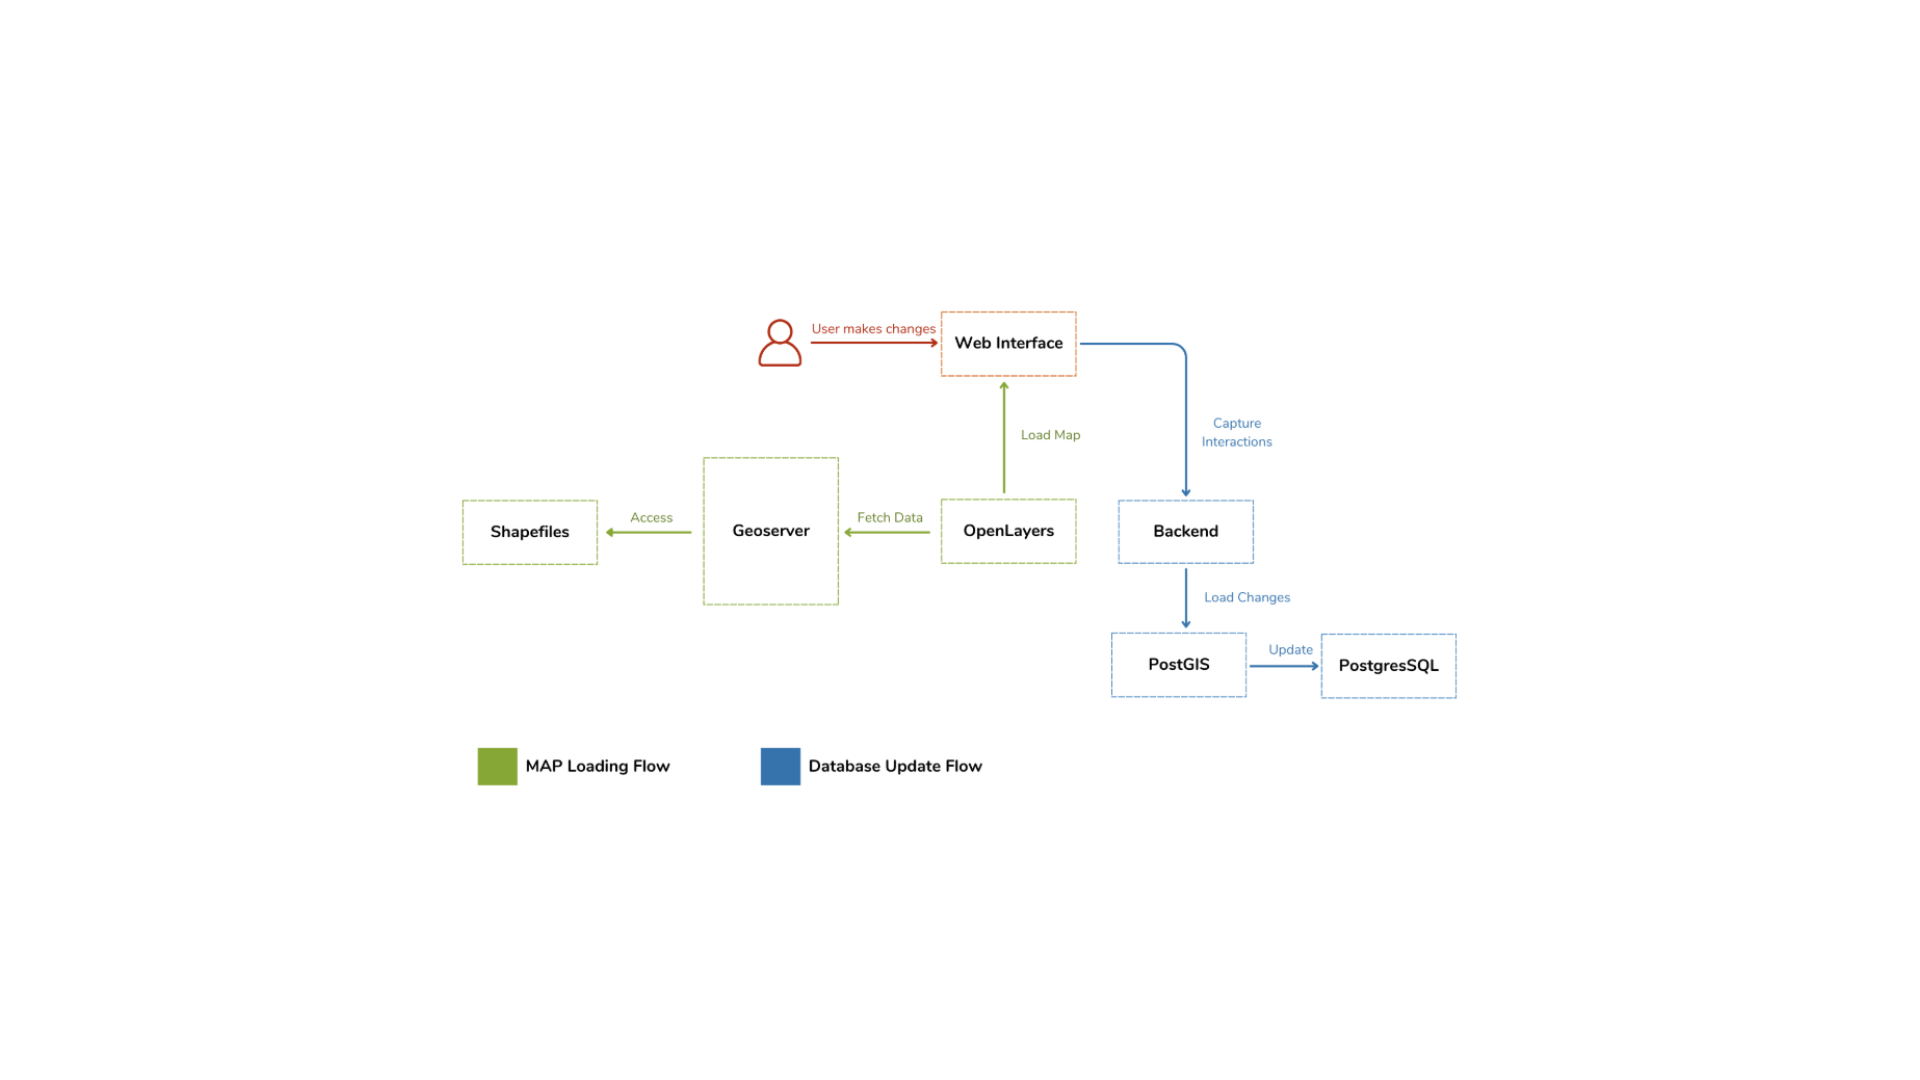 User makes changes
Web Interface
Capture
Interactions
Load Map
Shapefiles
Access
Geoserver
Fetch Data
OpenLayers
Backend
Load Changes
PostGIS
Update
PostgresSQL
MAP Loading Flow
Database Update Flow